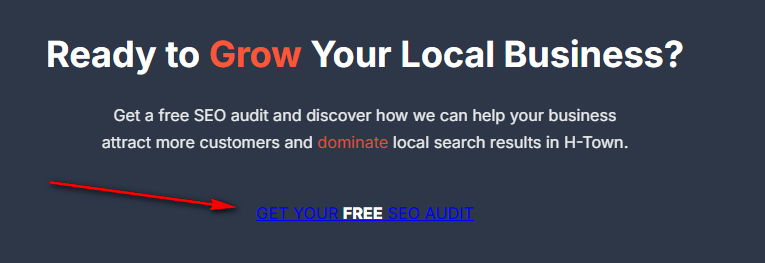 Ready to Grow Your Local Business?
Get a free SEO audit and discover how we can help your business
attract more customers and dominate local search results in H-Town.
GET YOUR FREE SEO AUDIT